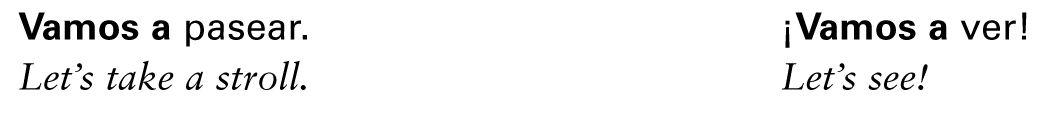 Vamos a pasear.
Let's take a stroll.
¡Vamos a ver!
Let's see!